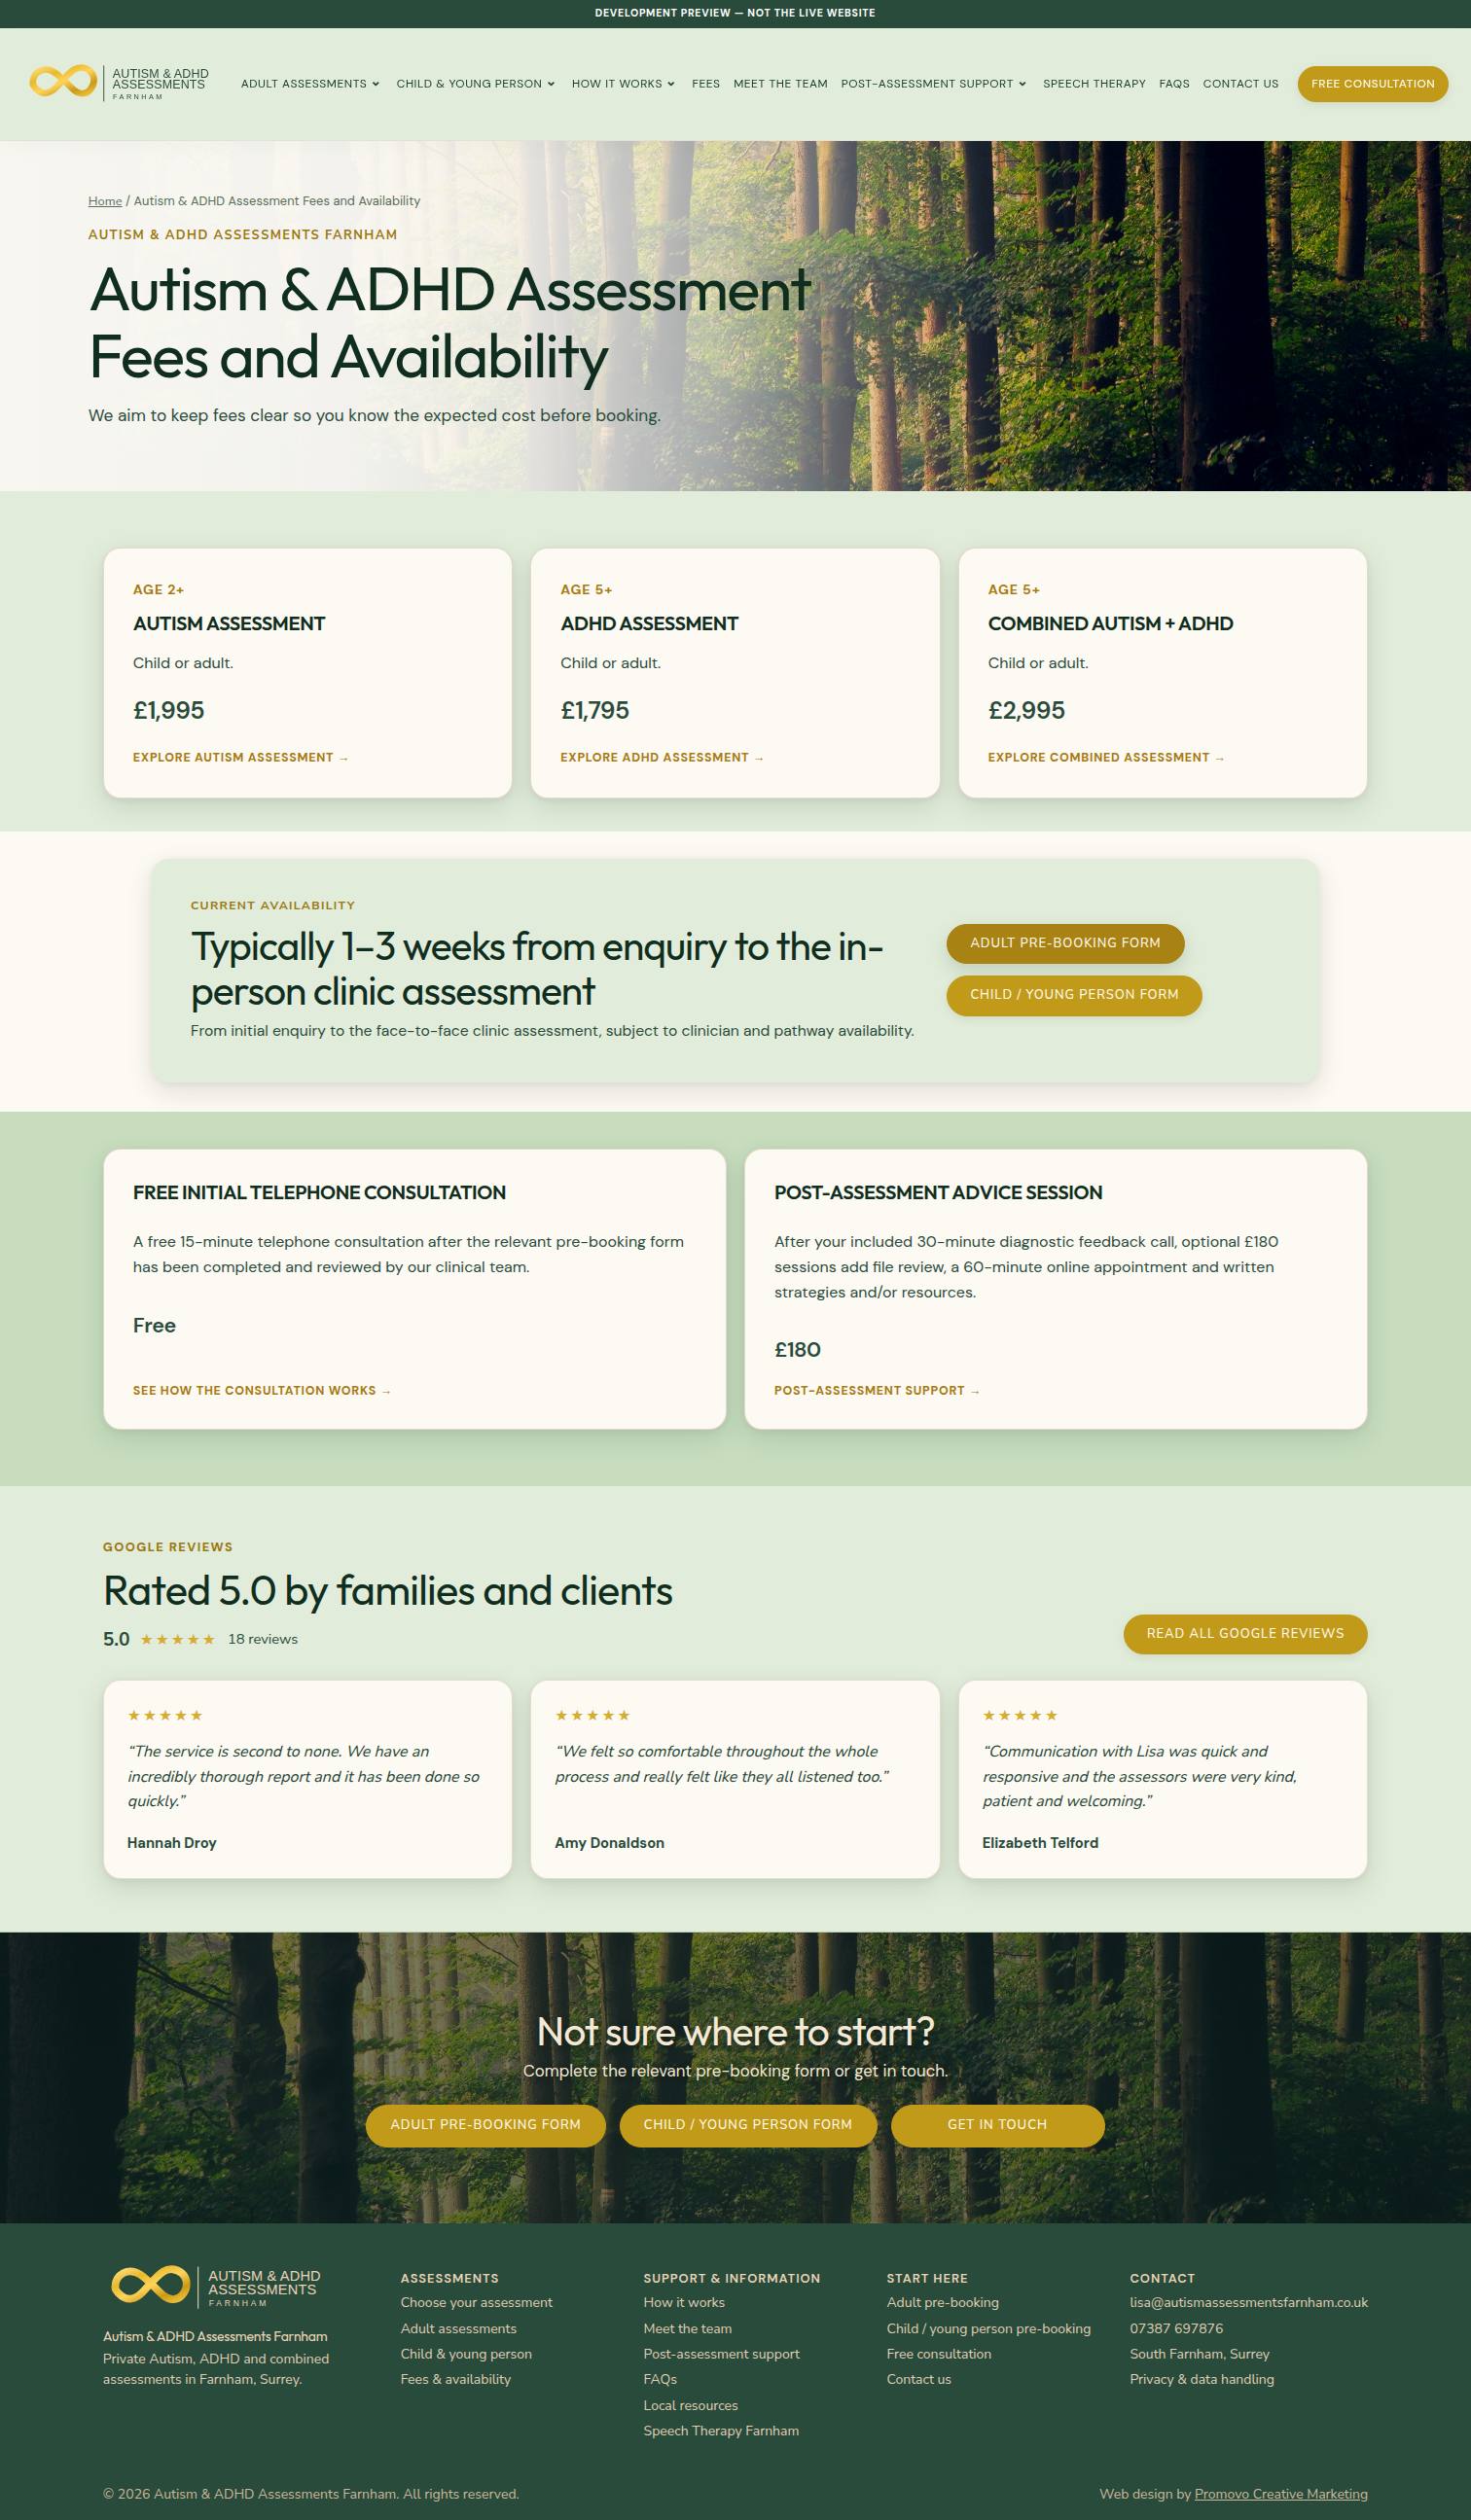 DEVELOPMENT PREVIEW — NOT THE LIVE WEBSITE
AUTISM & ADHD
ASSESSMENTS
FARNHAM
ADULT ASSESSMENTS
CHILD & YOUNG PERSON
HOW IT WORKS
FEES
MEET THE TEAM
POST-ASSESSMENT SUPPORT
SPEECH THERAPY
FAQS
CONTACT US
FREE CONSULTATION
Home / Autism & ADHD Assessment Fees and Availability
AUTISM & ADHD ASSESSMENTS FARNHAM
Autism & ADHD Assessment
Fees and Availability
We aim to keep fees clear so you know the expected cost before booking.
AGE 2+
AUTISM ASSESSMENT
Child or adult.
£1,995
EXPLORE AUTISM ASSESSMENT →
AGE 5+
ADHD ASSESSMENT
Child or adult.
£1,795
EXPLORE ADHD ASSESSMENT →
AGE 5+
COMBINED AUTISM + ADHD
Child or adult.
£2,995
EXPLORE COMBINED ASSESSMENT →
CURRENT AVAILABILITY
Typically 1–3 weeks from enquiry to the in-
person clinic assessment
From initial enquiry to the face-to-face clinic assessment, subject to clinician and pathway availability.
ADULT PRE-BOOKING FORM
CHILD / YOUNG PERSON FORM
FREE INITIAL TELEPHONE CONSULTATION
A free 15-minute telephone consultation after the relevant pre-booking form
has been completed and reviewed by our clinical team.
Free
SEE HOW THE CONSULTATION WORKS →
POST-ASSESSMENT ADVICE SESSION
After your included 30-minute diagnostic feedback call, optional £180
sessions add file review, a 60-minute online appointment and written
strategies and/or resources.
£180
POST-ASSESSMENT SUPPORT →
GOOGLE REVIEWS
Rated 5.0 by families and clients
5.0 ★★★★★ 18 reviews
READ ALL GOOGLE REVIEWS
★★★★★
“The service is second to none. We have an
incredibly thorough report and it has been done so
quickly.”
Hannah Droy
★★★★★
“We felt so comfortable throughout the whole
process and really felt like they all listened too.”
Amy Donaldson
★★★★★
“Communication with Lisa was quick and
responsive and the assessors were very kind,
patient and welcoming.”
Elizabeth Telford
Not sure where to start?
Complete the relevant pre-booking form or get in touch.
ADULT PRE-BOOKING FORM
CHILD / YOUNG PERSON FORM
GET IN TOUCH
AUTISM & ADHD
ASSESSMENTS
FARNHAM
Autism & ADHD Assessments Farnham
Private Autism, ADHD and combined
assessments in Farnham, Surrey.
ASSESSMENTS
Choose your assessment
Adult assessments
Child & young person
Fees & availability
SUPPORT & INFORMATION
How it works
Meet the team
Post-assessment support
FAQs
Local resources
Speech Therapy Farnham
START HERE
Adult pre-booking
Child / young person pre-booking
Free consultation
Contact us
CONTACT
lisa@autismassessmentsfarnham.co.uk
07387 697876
South Farnham, Surrey
Privacy & data handling
© 2026 Autism & ADHD Assessments Farnham. All rights reserved.
Web design by Promovo Creative Marketing